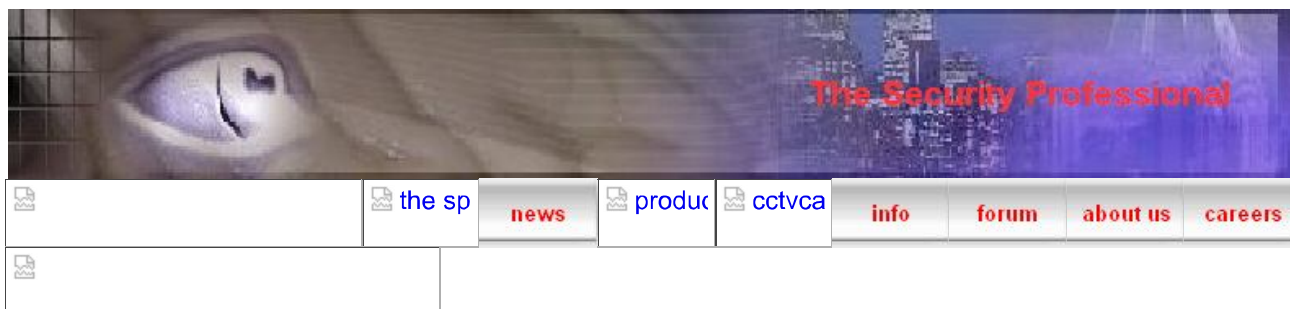 The Security Professional
the sp
news
produc
cctvca
info
forum
about us
careers